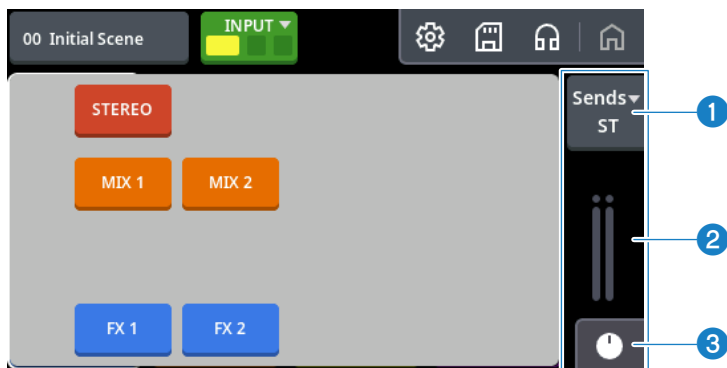 00 Initial Scene
INPUT
STEREO
MIX 1
MIX 2
FX 1
FX 2
Sends
ST
1
2
3